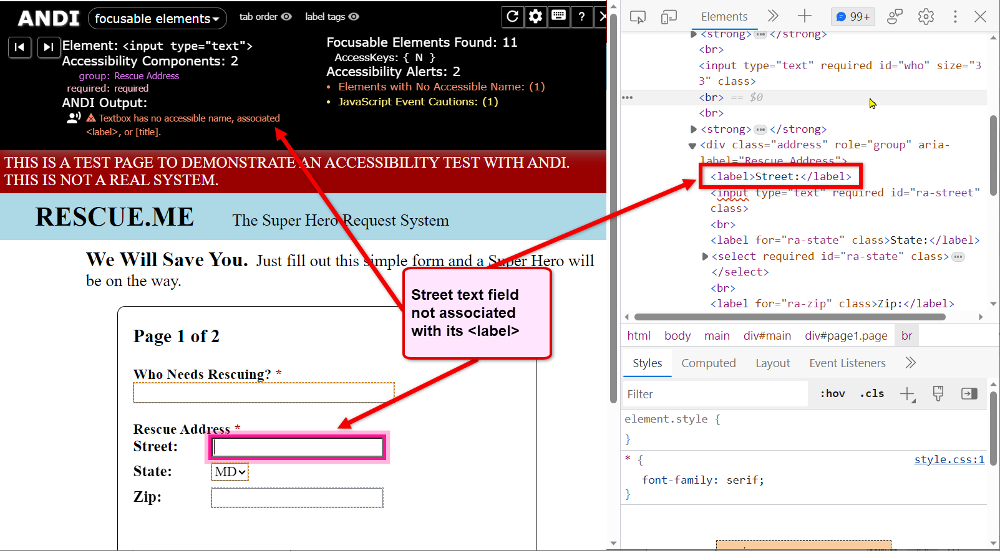 ANDI
focusable elements
tab order
label tags
?
Element: <input type="text">
Accessibility Components: 2
group: Rescue Address
required: required
ANDI Output:
Textbox has no accessible name, associated
<label>, or [title].
Focusable Elements Found: 11
AccessKeys: { N }
Accessibility Alerts: 2
• Elements with No Accessible Name: (1)
• JavaScript Event Cautions: (1)
THIS IS A TEST PAGE TO DEMONSTRATE AN ACCESSIBILITY TEST WITH ANDI.
THIS IS NOT A REAL SYSTEM.
RESCUE.ME
The Super Hero Request System
We Will Save You. Just fill out this simple form and a Super Hero will
be on the way.
Page 1 of 2
Who Needs Rescuing? *
Rescue Address *
Street:
State:
MD
Zip:
Street text field
not associated
with its <label>
Elements
99+
<strong>…</strong>
<br>
<input type="text" required id="who" size="3
3" class>
<br> == $0
<br>
<strong>…</strong>
<div class="address" role="group" aria-
label="Rescue Address">
<label>Street:</label>
<input type="text" required id="ra-street"
class>
<br>
<label for="ra-state" class>State:</label>
<select required id="ra-state" class>…
</select>
<br>
<label for="ra-zip" class>Zip:</label>
html body main div#main div#page1.page br
Styles Computed Layout Event Listeners
Filter
:hov .cls
element.style {
}
* {
style.css:1
font-family: serif;
}